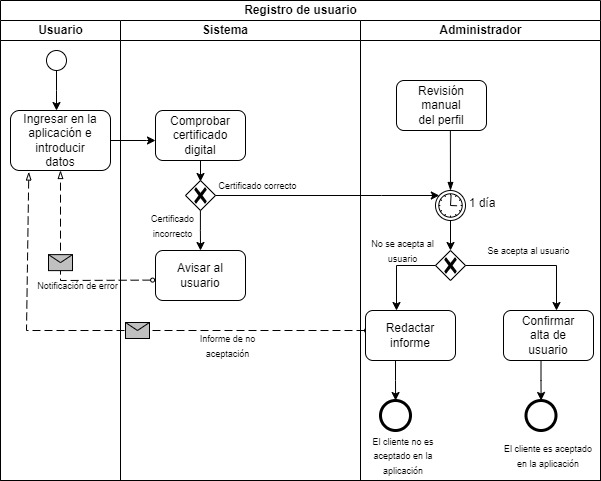 Registro de usuario
Usuario
Sistema
Administrador
Ingresar en la
aplicación e
introducir
datos
Comprobar
certificado
digital
Revisión
manual
del perfil
Certificado correcto
1 día
Certificado
incorrecto
No se acepta al
usuario
Se acepta al usuario
Avisar al
usuario
Notificación de error
Informe de no
aceptación
Redactar
informe
Confirmar
alta de
usuario
El cliente no es
aceptado en la
aplicación
El cliente es aceptado
en la aplicación